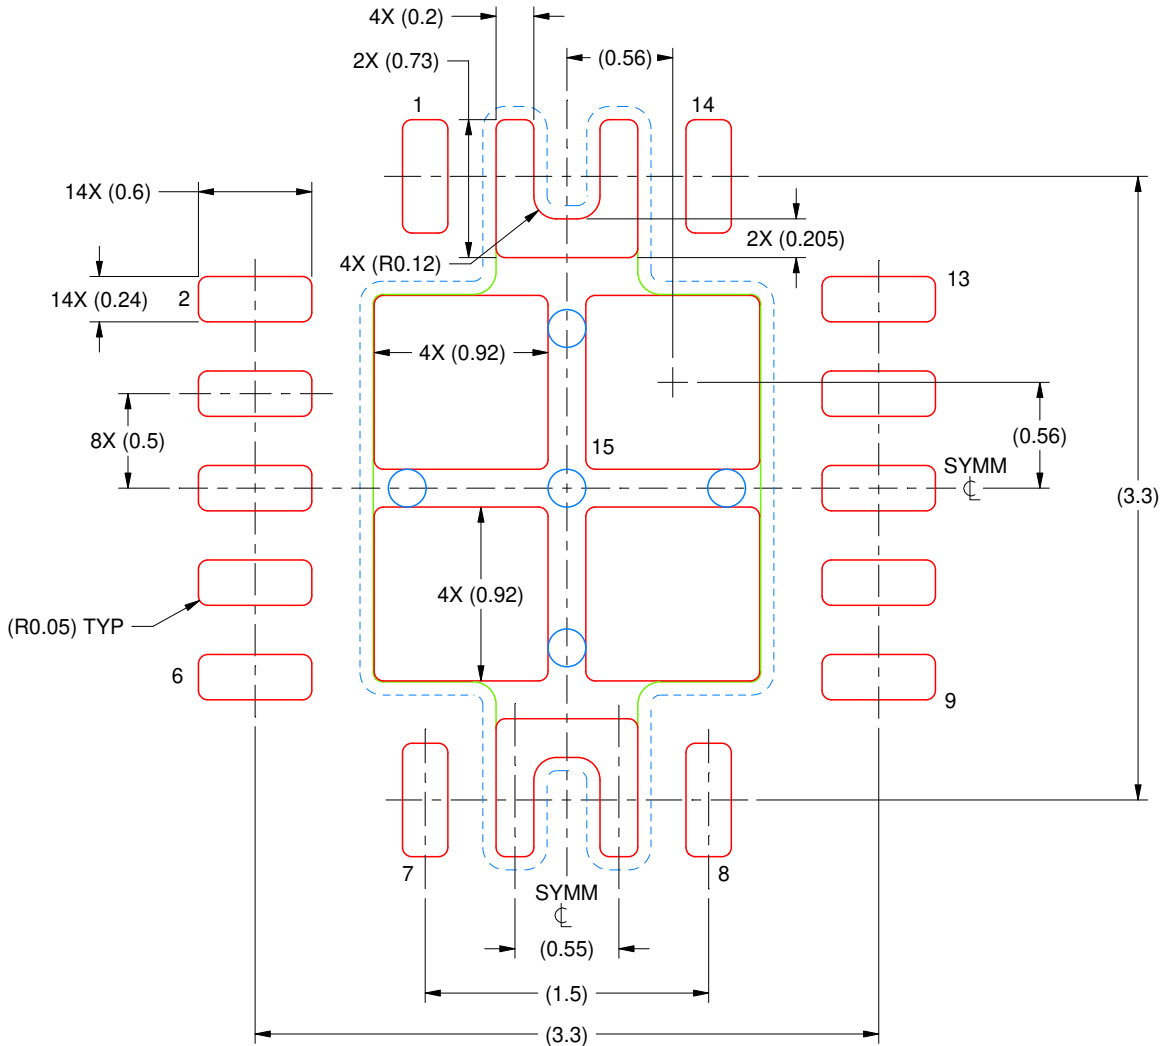 4X (0.2)
2X (0.73)
(0.56)
1
14
14X (0.6)
2X (0.205)
4X (R0.12)
14X (0.24)
2
13
4X (0.92)
8X (0.5)
15
(0.56)
SYMM
℄
(3.3)
4X (0.92)
(R0.05) TYP
6
9
7
8
SYMM
℄
(0.55)
(1.5)
(3.3)